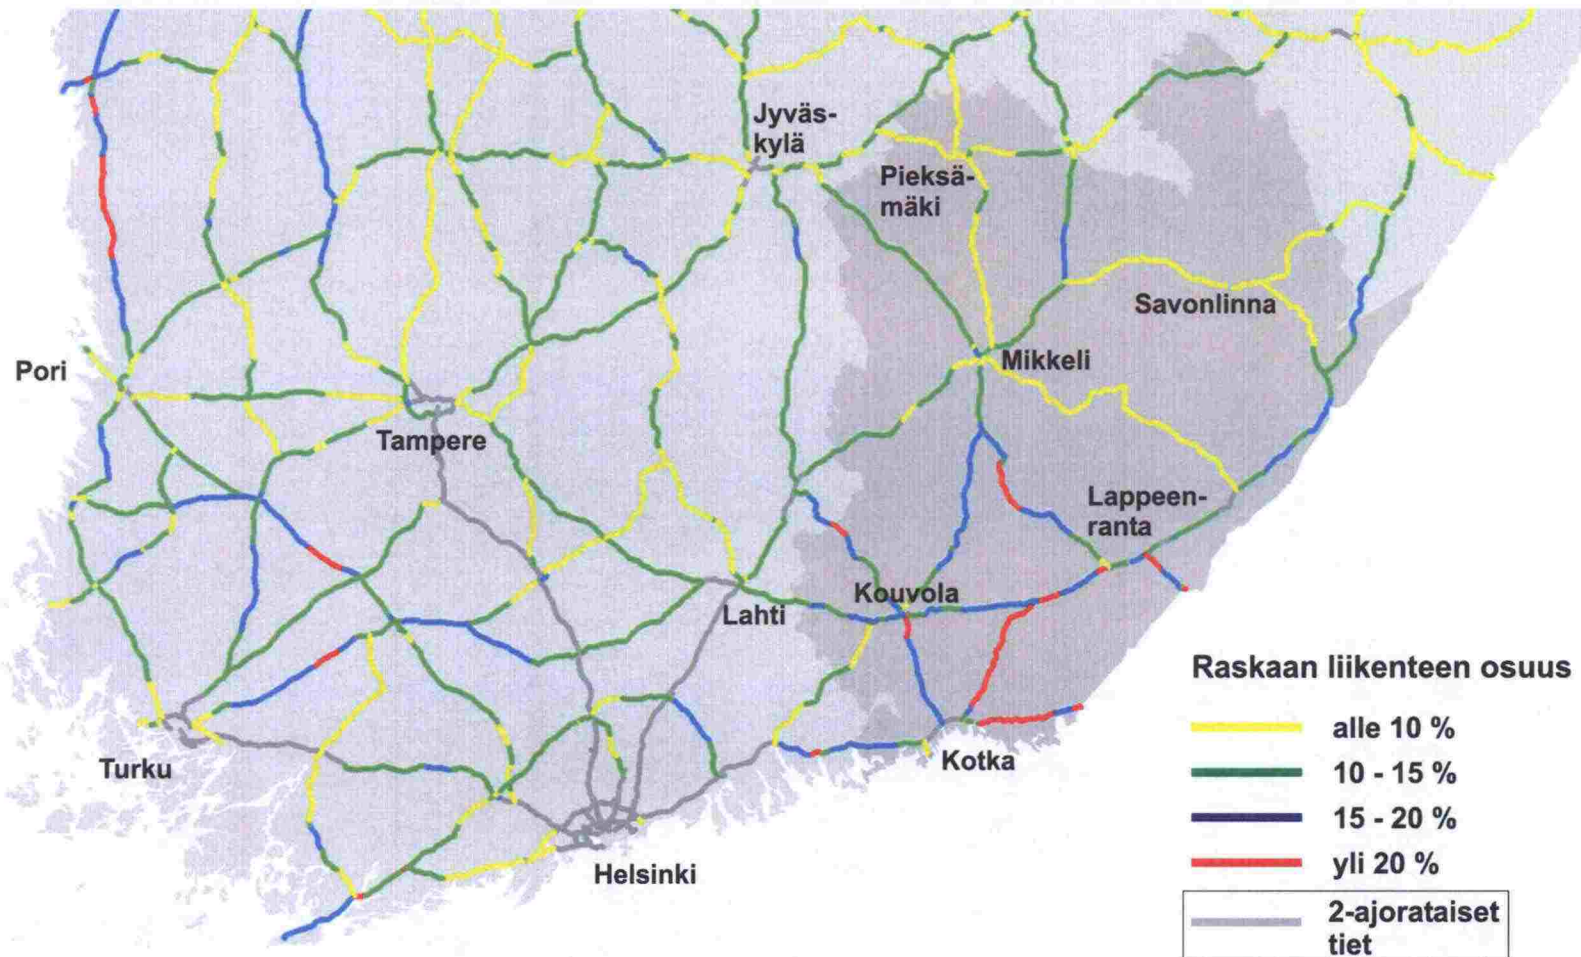 Jyväs-
kylä
Pieksä-
mäki
Savonlinna
Pori
Mikkeli
Tampere
Lappeen-
ranta
Kouvola
Lahti
Turku
Kotka
Helsinki
Raskaan liikenteen osuus
alle 10 %
10 - 15 %
15 - 20 %
yli 20 %
2-ajorataiset
tiet